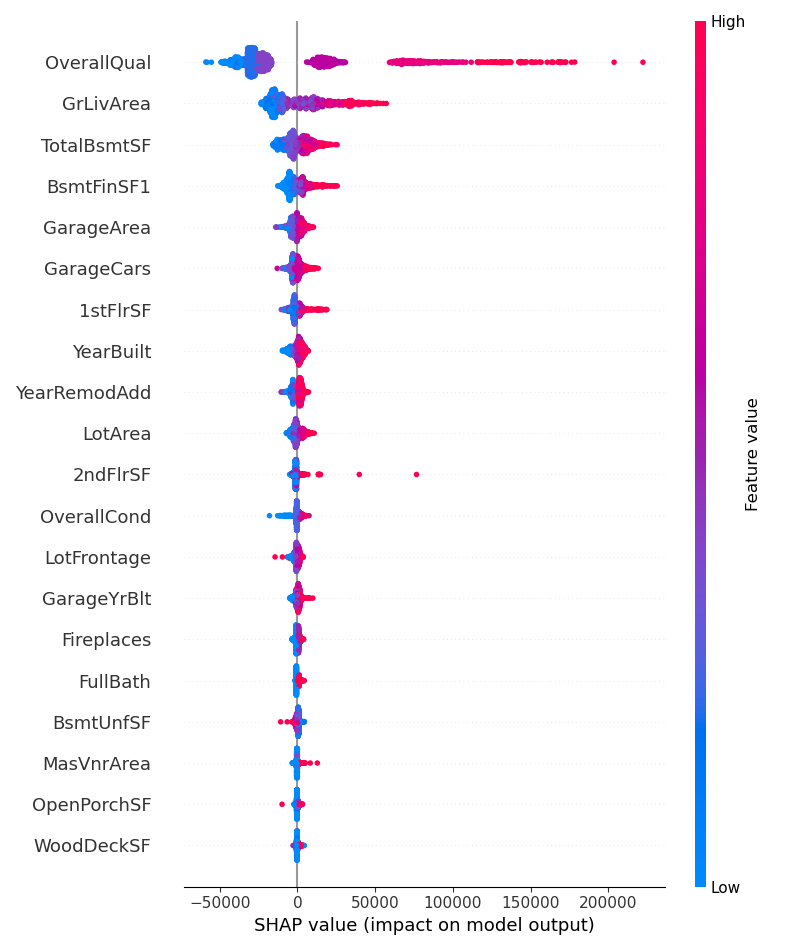 High
OverallQual
GrLivArea
TotalBsmtSF
BsmtFinSF1
GarageArea
GarageCars
1stFlrSF
YearBuilt
YearRemodAdd
LotArea
2ndFlrSF
OverallCond
LotFrontage
GarageYrBlt
Fireplaces
FullBath
BsmtUnfSF
MasVnrArea
OpenPorchSF
WoodDeckSF
Feature value
Low
−50000 0 50000 100000 150000 200000
SHAP value (impact on model output)